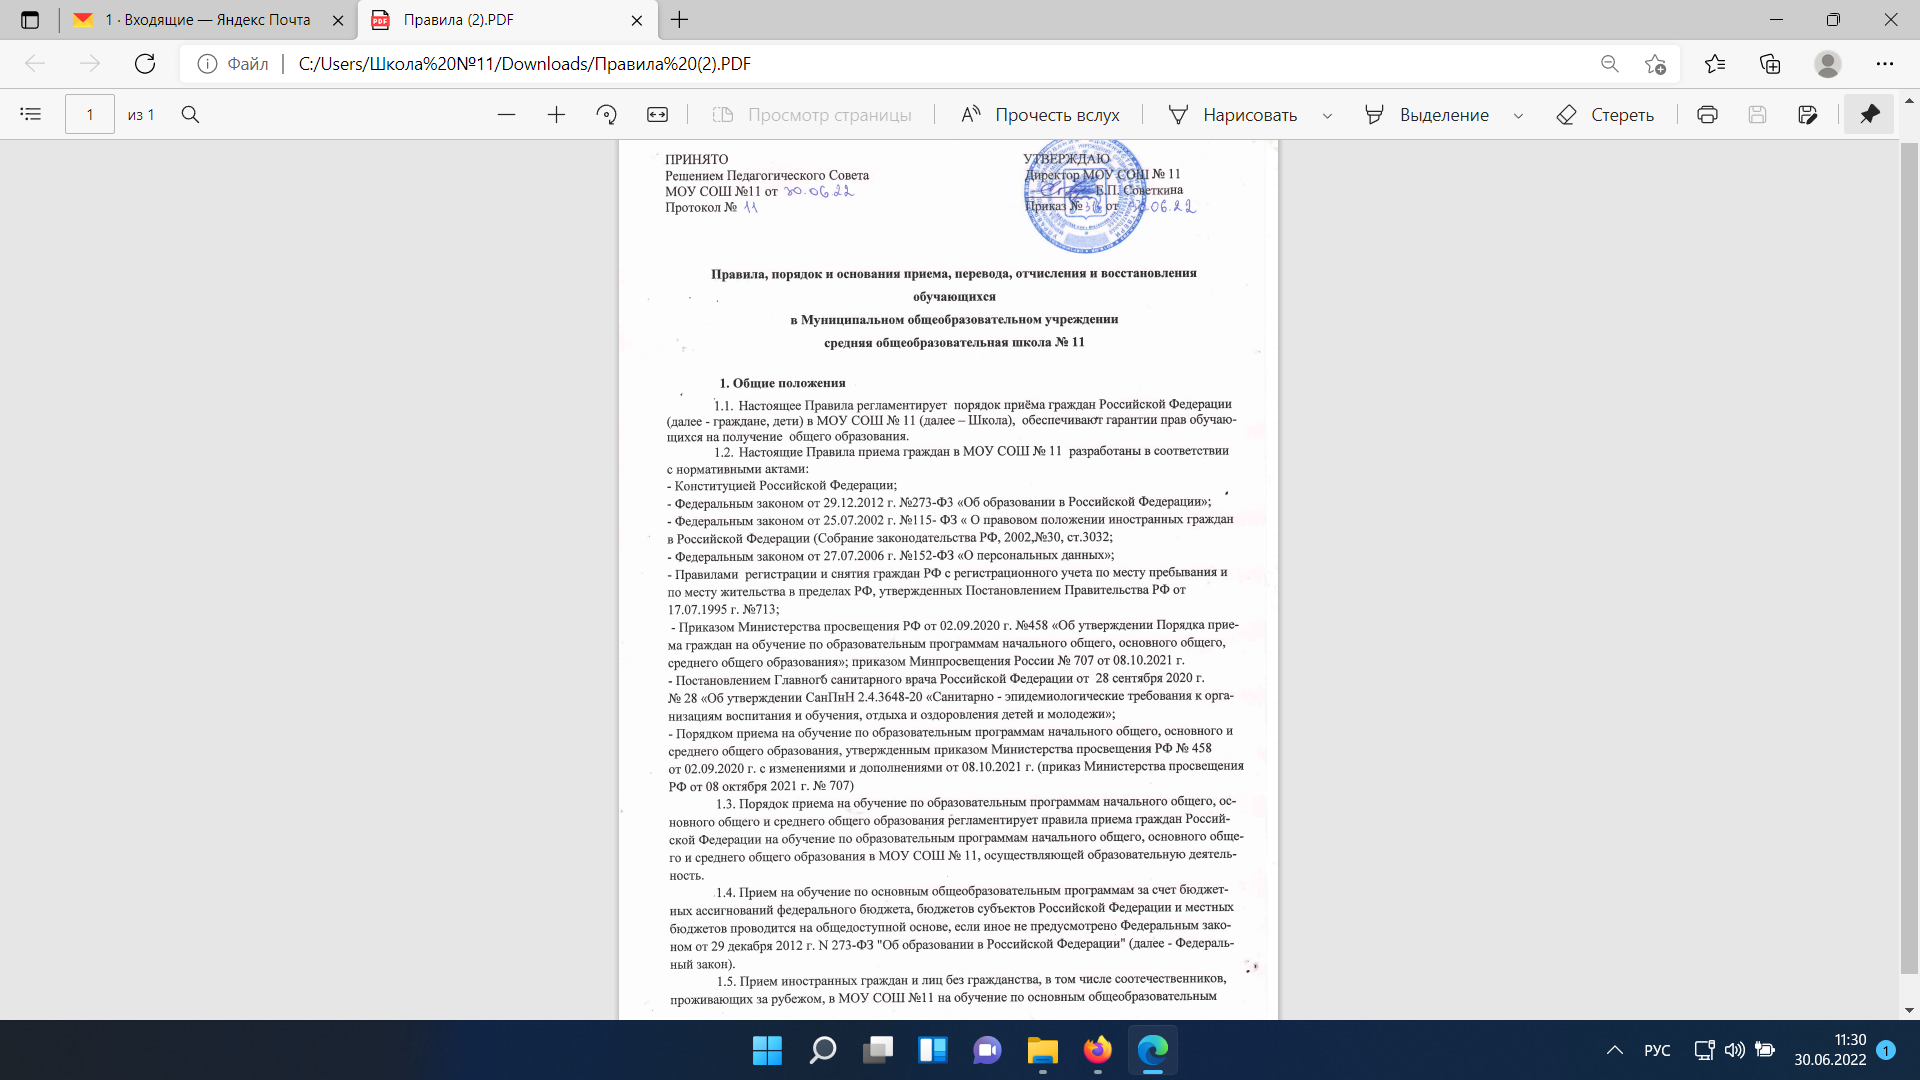 1 · Входящие — Яндекс Почта
Правила (2).PDF
Файл
C:/Users/Школа%20№11/Downloads/Правила%20(2).PDF
1 из 1
Просмотр страницы
Прочесть вслух
Нарисовать
Выделение
Стереть
ПРИНЯТО
Решением Педагогического Совета
МОУ СОШ №11 от 30.06.22
Протокол № 11
УТВЕРЖДАЮ
Директор МОУ СОШ № 11
Е.П. Советкина
Приказ № от 30.06.22
Правила, порядок и основания приема, перевода, отчисления и восстановления
обучающихся
в Муниципальном общеобразовательном учреждении
средняя общеобразовательная школа № 11
1. Общие положения
1.1. Настоящее Правила регламентирует порядок приёма граждан Российской Федерации
(далее - граждане, дети) в МОУ СОШ № 11 (далее – Школа), обеспечивают гарантии прав обучаю-
щихся на получение общего образования.
1.2. Настоящие Правила приема граждан в МОУ СОШ № 11 разработаны в соответствии
с нормативными актами:
- Конституцией Российской Федерации;
- Федеральным законом от 29.12.2012 г. №273-ФЗ «Об образовании в Российской Федерации»;
- Федеральным законом от 25.07.2002 г. №115- ФЗ « О правовом положении иностранных граждан
в Российской Федерации (Собрание законодательства РФ, 2002,№30, ст.3032;
- Федеральным законом от 27.07.2006 г. №152-ФЗ «О персональных данных»;
- Правилами регистрации и снятия граждан РФ с регистрационного учета по месту пребывания и
по месту жительства в пределах РФ, утвержденных Постановлением Правительства РФ от
17.07.1995 г. №713;
- Приказом Министерства просвещения РФ от 02.09.2020 г. №458 «Об утверждении Порядка прие-
ма граждан на обучение по образовательным программам начального общего, основного общего,
среднего общего образования»; приказом Минпросвещения России № 707 от 08.10.2021 г.
- Постановлением Главного санитарного врача Российской Федерации от 28 сентября 2020 г.
№ 28 «Об утверждении СанПиН 2.4.3648-20 «Санитарно - эпидемиологические требования к орга-
низациям воспитания и обучения, отдыха и оздоровления детей и молодежи»;
- Порядком приема на обучение по образовательным программам начального общего, основного и
среднего общего образования, утвержденным приказом Министерства просвещения РФ № 458
от 02.09.2020 г. с изменениями и дополнениями от 08.10.2021 г. (приказ Министерства просвещения
РФ от 08 октября 2021 г. № 707)
1.3. Порядок приема на обучение по образовательным программам начального общего, ос-
новного общего и среднего общего образования регламентирует правила приема граждан Россий-
ской Федерации на обучение по образовательным программам начального общего, основного обще-
го и среднего общего образования в МОУ СОШ № 11, осуществляющей образовательную деятель-
ность.
1.4. Прием на обучение по основным общеобразовательным программам за счет бюджет-
ных ассигнований федерального бюджета, бюджетов субъектов Российской Федерации и местных
бюджетов проводится на общедоступной основе, если иное не предусмотрено Федеральным зако-
ном от 29 декабря 2012 г. N 273-ФЗ "Об образовании в Российской Федерации" (далее - Федераль-
ный закон).
1.5. Прием иностранных граждан и лиц без гражданства, в том числе соотечественников,
проживающих за рубежом, в МОУ СОШ №11 на обучение по основным общеобразовательным
РУС
11:30
30.06.2022
1